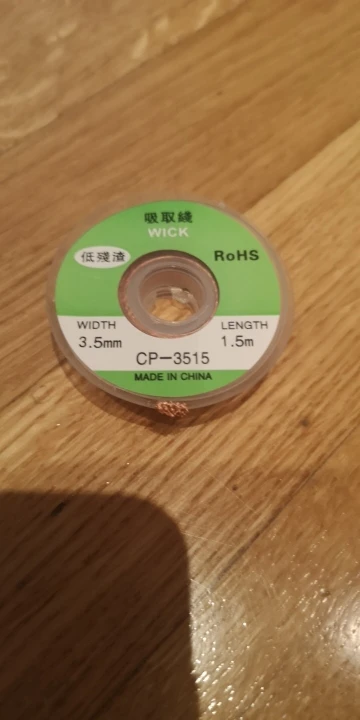 吸取綫
WICK
低殘渣
RoHS
WIDTH
3.5mm
LENGTH
1.5m
CP-3515
MADE IN CHINA